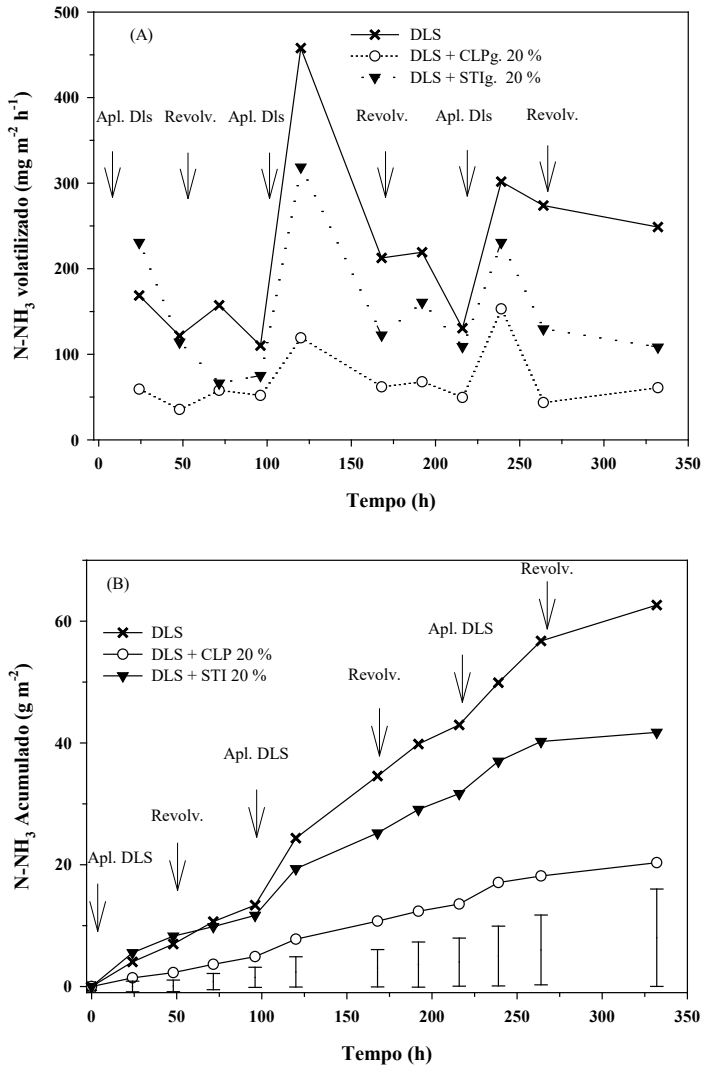 500
(A)
DLS
DLS + CLPg. 20 %
DLS + STIg. 20 %
400
Apl. Dls
Revolv.
Apl. Dls
Revolv.
Apl. Dls
Revolv.
300
200
100
0
N-NH3 volatilizado (mg m-2 h-1)
0
50
100
150
200
250
300
350
Tempo (h)
(B)
Revolv.
60
DLS
DLS + CLP 20 %
DLS + STI 20 %
Apl. DLS
Revolv.
40
Apl. DLS
Revolv.
20
Apl. DLS
0
N-NH3 Acumulado (g m-2)
0
50
100
150
200
250
300
350
Tempo (h)